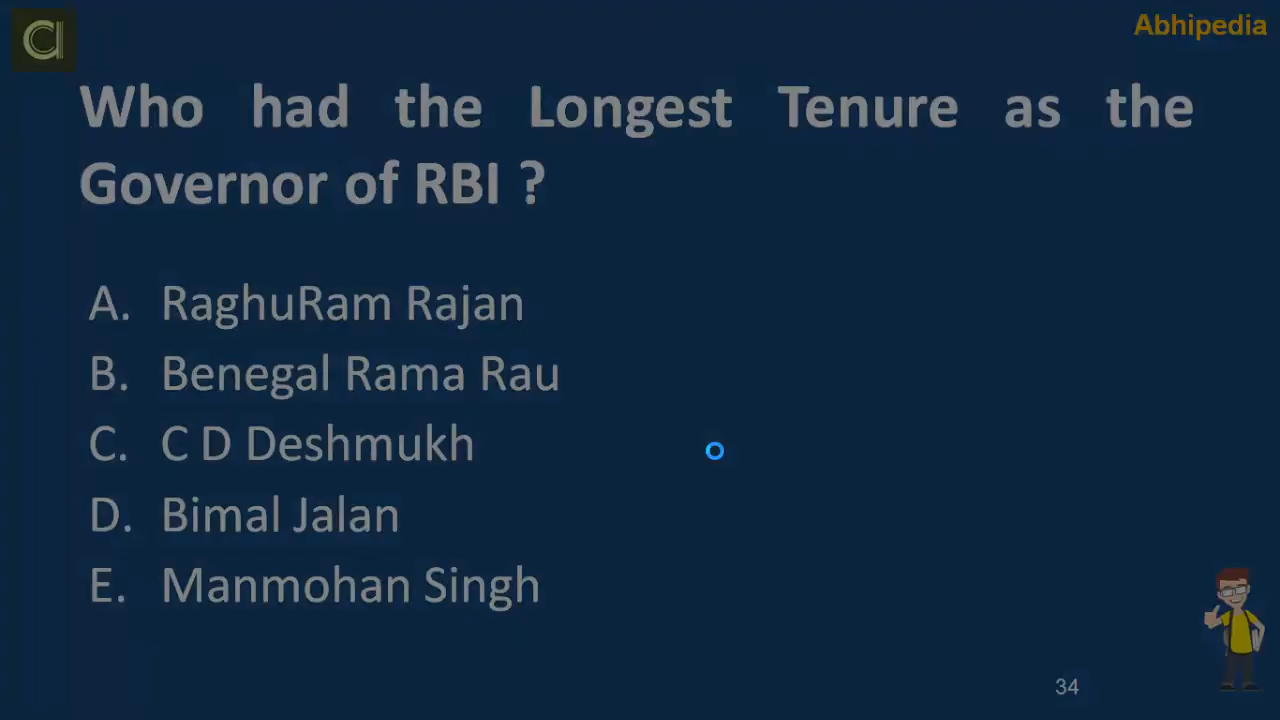 Abhipedia
Who had the Longest Tenure as the
Governor of RBI ?
A. RaghuRam Rajan
B. Benegal Rama Rau
C. C D Deshmukh
D. Bimal Jalan
E. Manmohan Singh
34